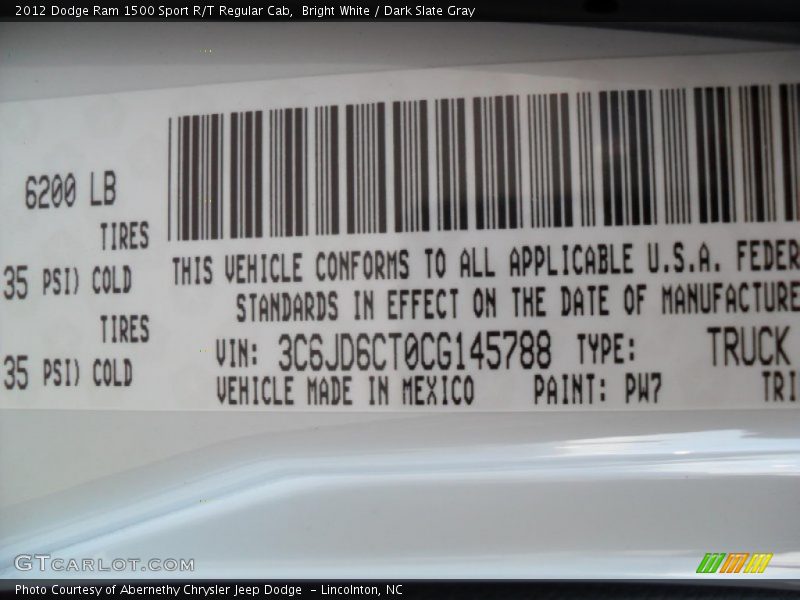 2012 Dodge Ram 1500 Sport R/T Regular Cab,  Bright White / Dark Slate Gray
6200 LB
TIRES
35 PSI) COLD
TIRES
35 PSI) COLD
THIS VEHICLE CONFORMS TO ALL APPLICABLE U.S.A. FEDER
STANDARDS IN EFFECT ON THE DATE OF MANUFACTURE
VIN: 3C6JD6CT0CG145788 TYPE: TRUCK
VEHICLE MADE IN MEXICO PAINT: PW7 TRI
GTCARLOT.COM
Photo Courtesy of Abernethy Chrysler Jeep Dodge  - Lincolnton, NC